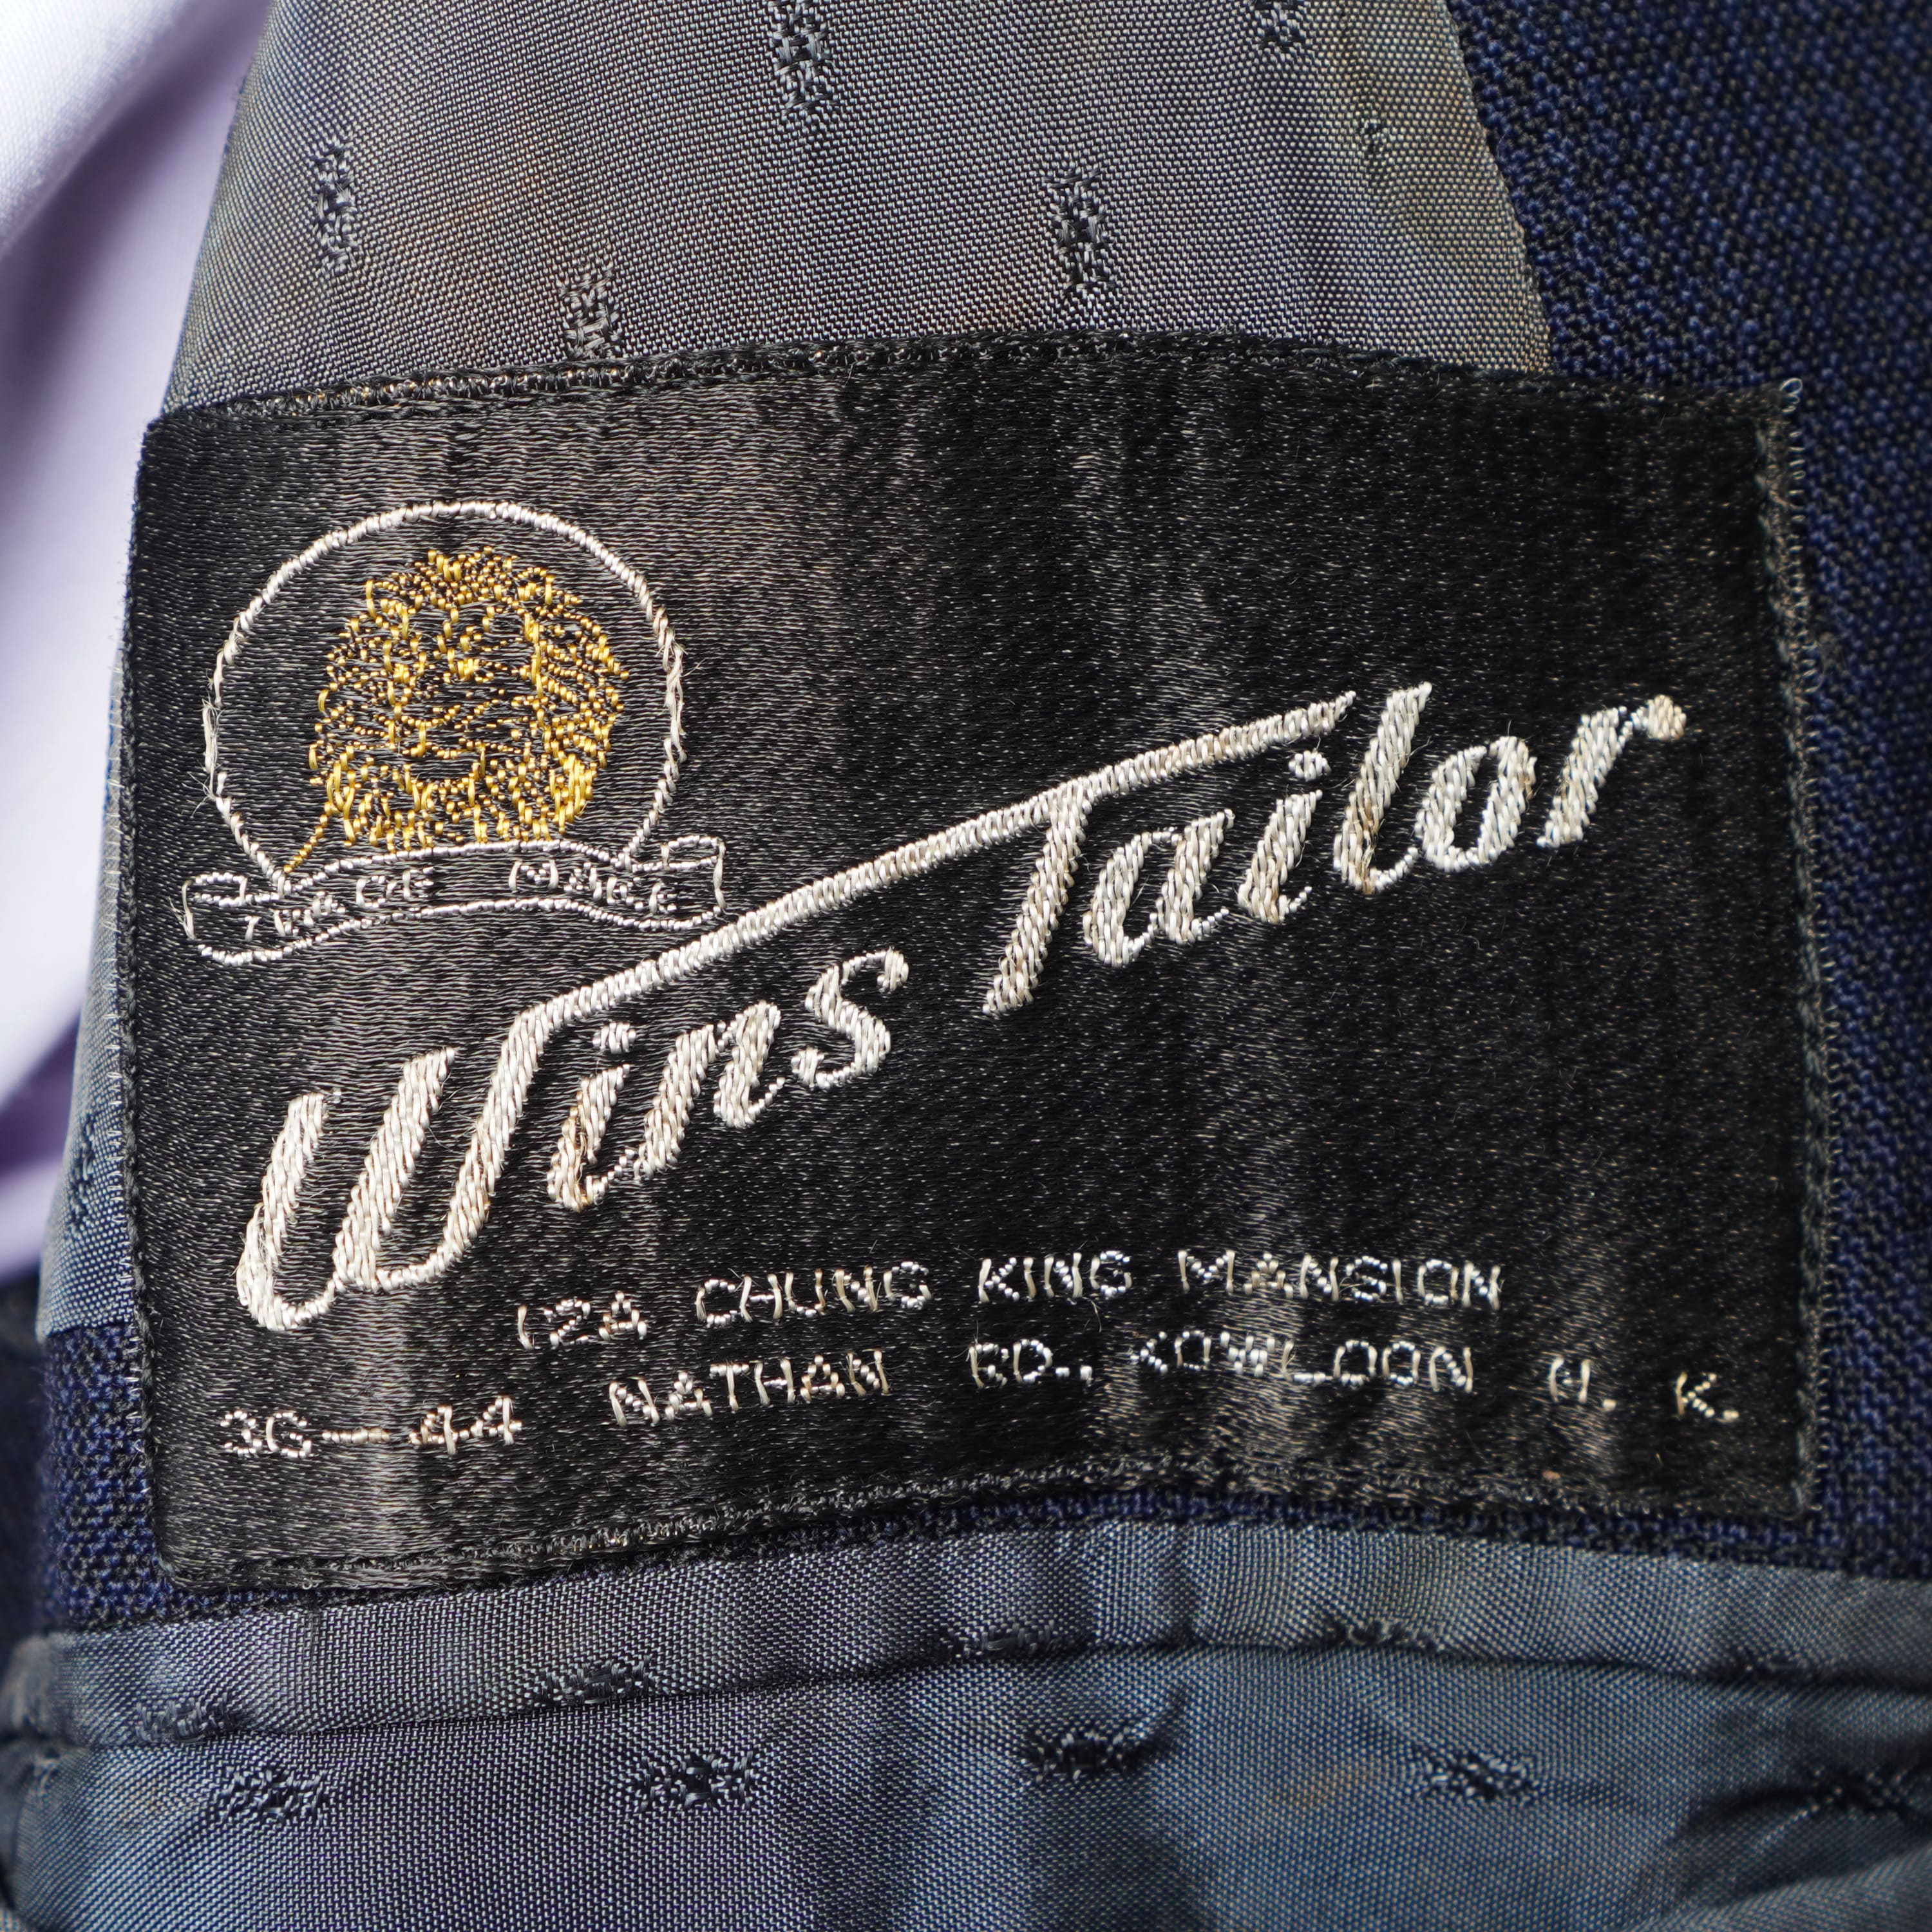 TRADE MARK
Wins Tailor
12A CHUNG KING MANSION
36-44 NATHAN RD., KOWLOON H. K.